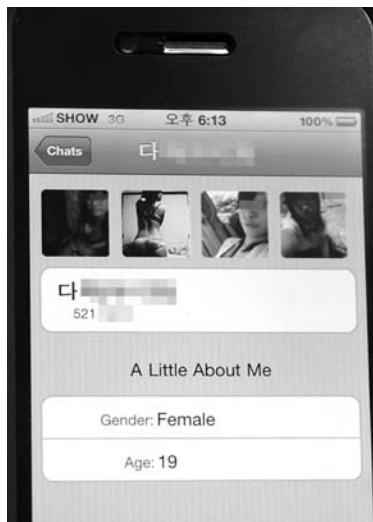 SHOW 3G 오후 6:13 100%
Chats 다
다
521
A Little About Me
Gender: Female
Age: 19